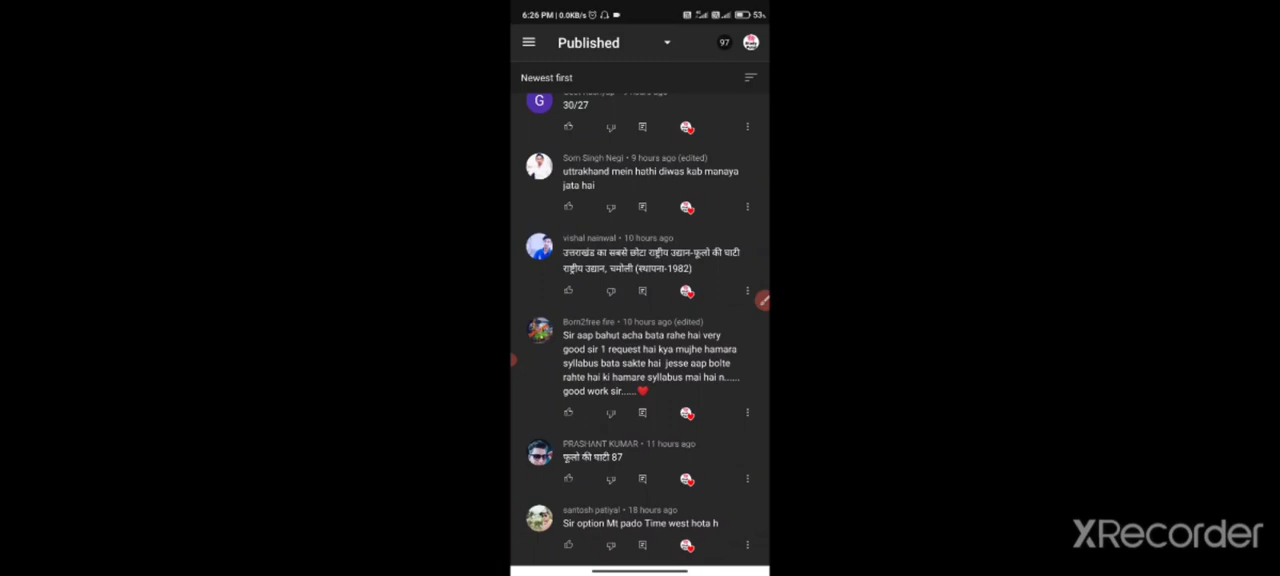 6:26 PM | 0.0KB/s
53%
Published
97
Newest first
G
9 hours ago
30/27
Som Singh Negi • 9 hours ago (edited)
uttrakhand mein hathi diwas kab manaya
jata hai
vishal nainwal • 10 hours ago
उत्तराखंड का सबसे छोटा राष्ट्रीय उद्यान-फूलो की घाटी
राष्ट्रीय उद्यान, चमोली (स्थापना-1982)
Born2free fire • 10 hours ago (edited)
Sir aap bahut acha bata rahe hai very
good sir 1 request hai kya mujhe hamara
syllabus bata sakte hai jesse aap bolte
rahte hai ki hamare syllabus mai hai n......
good work sir......❤️
PRASHANT KUMAR • 11 hours ago
फूलो की घाटी 87
santosh patiyal • 18 hours ago
Sir option Mt pado Time west hota h
XRecorder